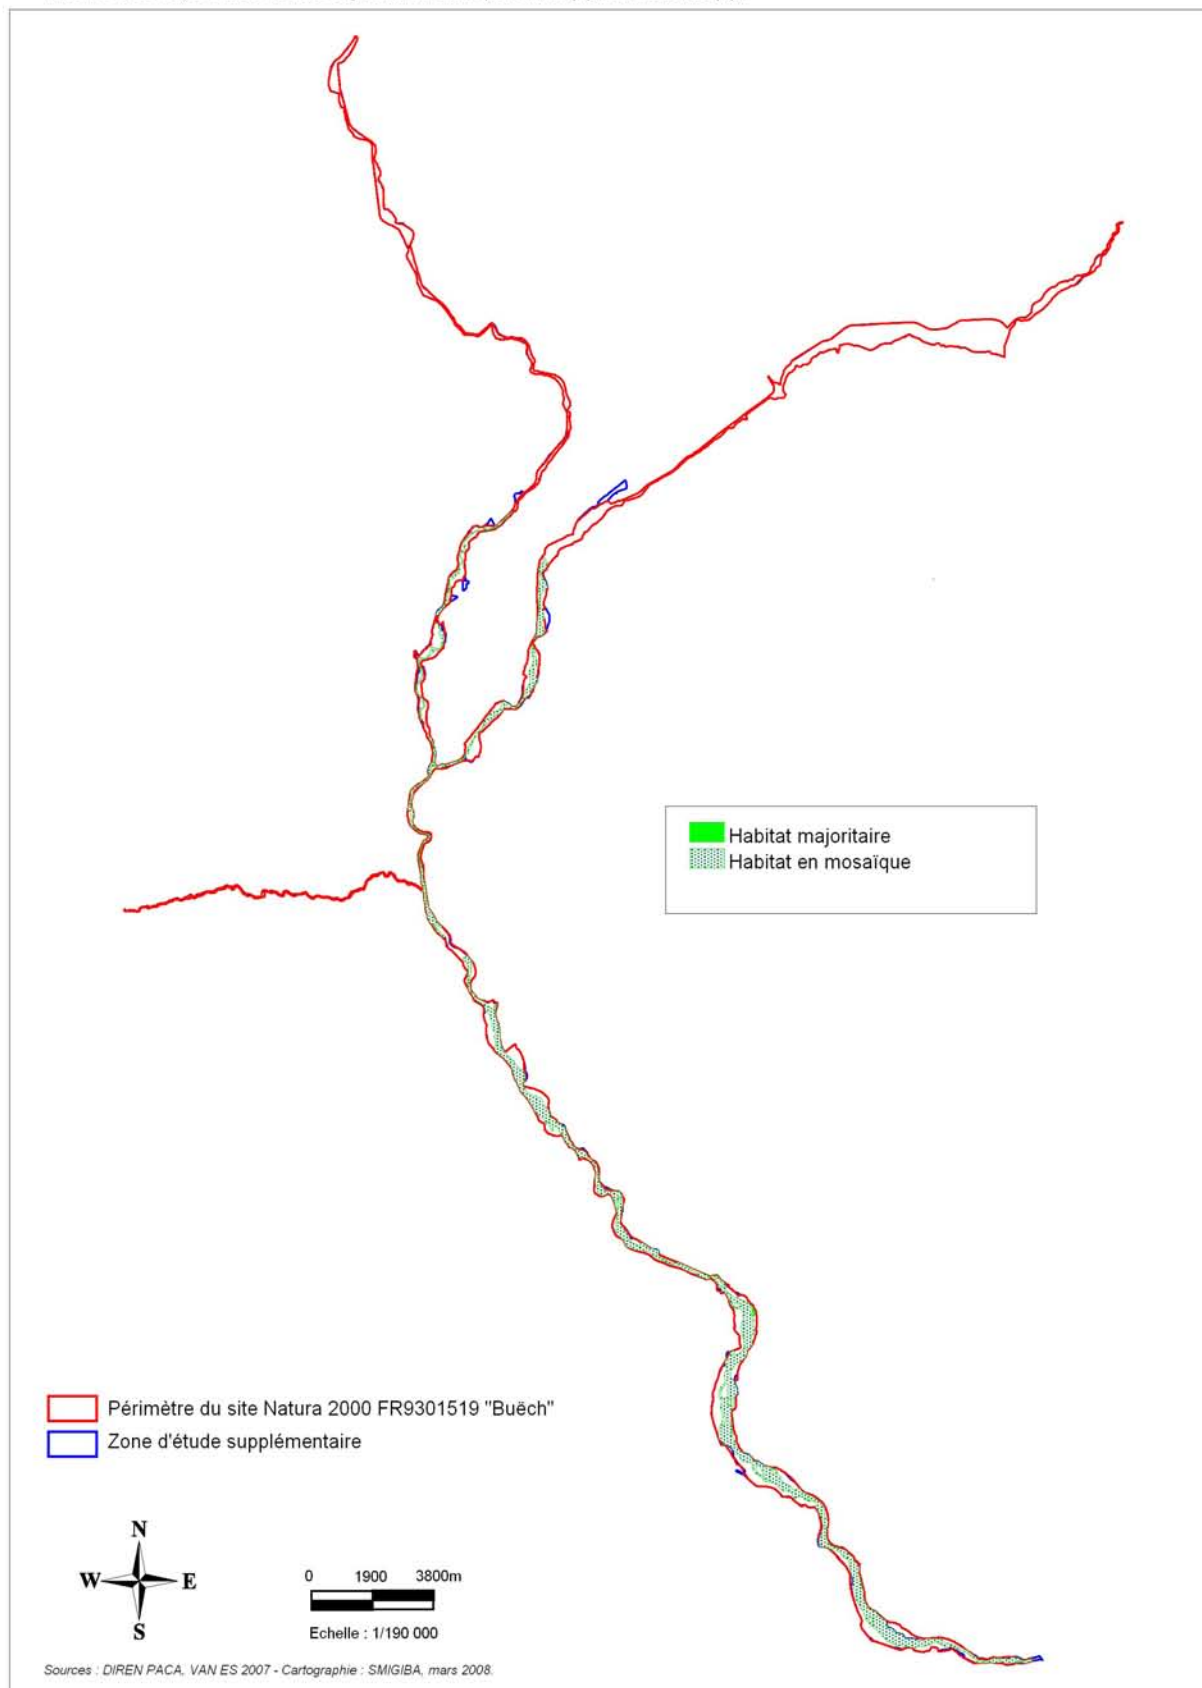 Habitat majoritaire
Habitat en mosaïque
Périmètre du site Natura 2000 FR9301519 "Buëch"
Zone d'étude supplémentaire
N
W E
S
0 1900 3800m
Echelle : 1/190 000
Sources : DIREN PACA, VAN ES 2007 - Cartographie : SMIGIBA, mars 2008.